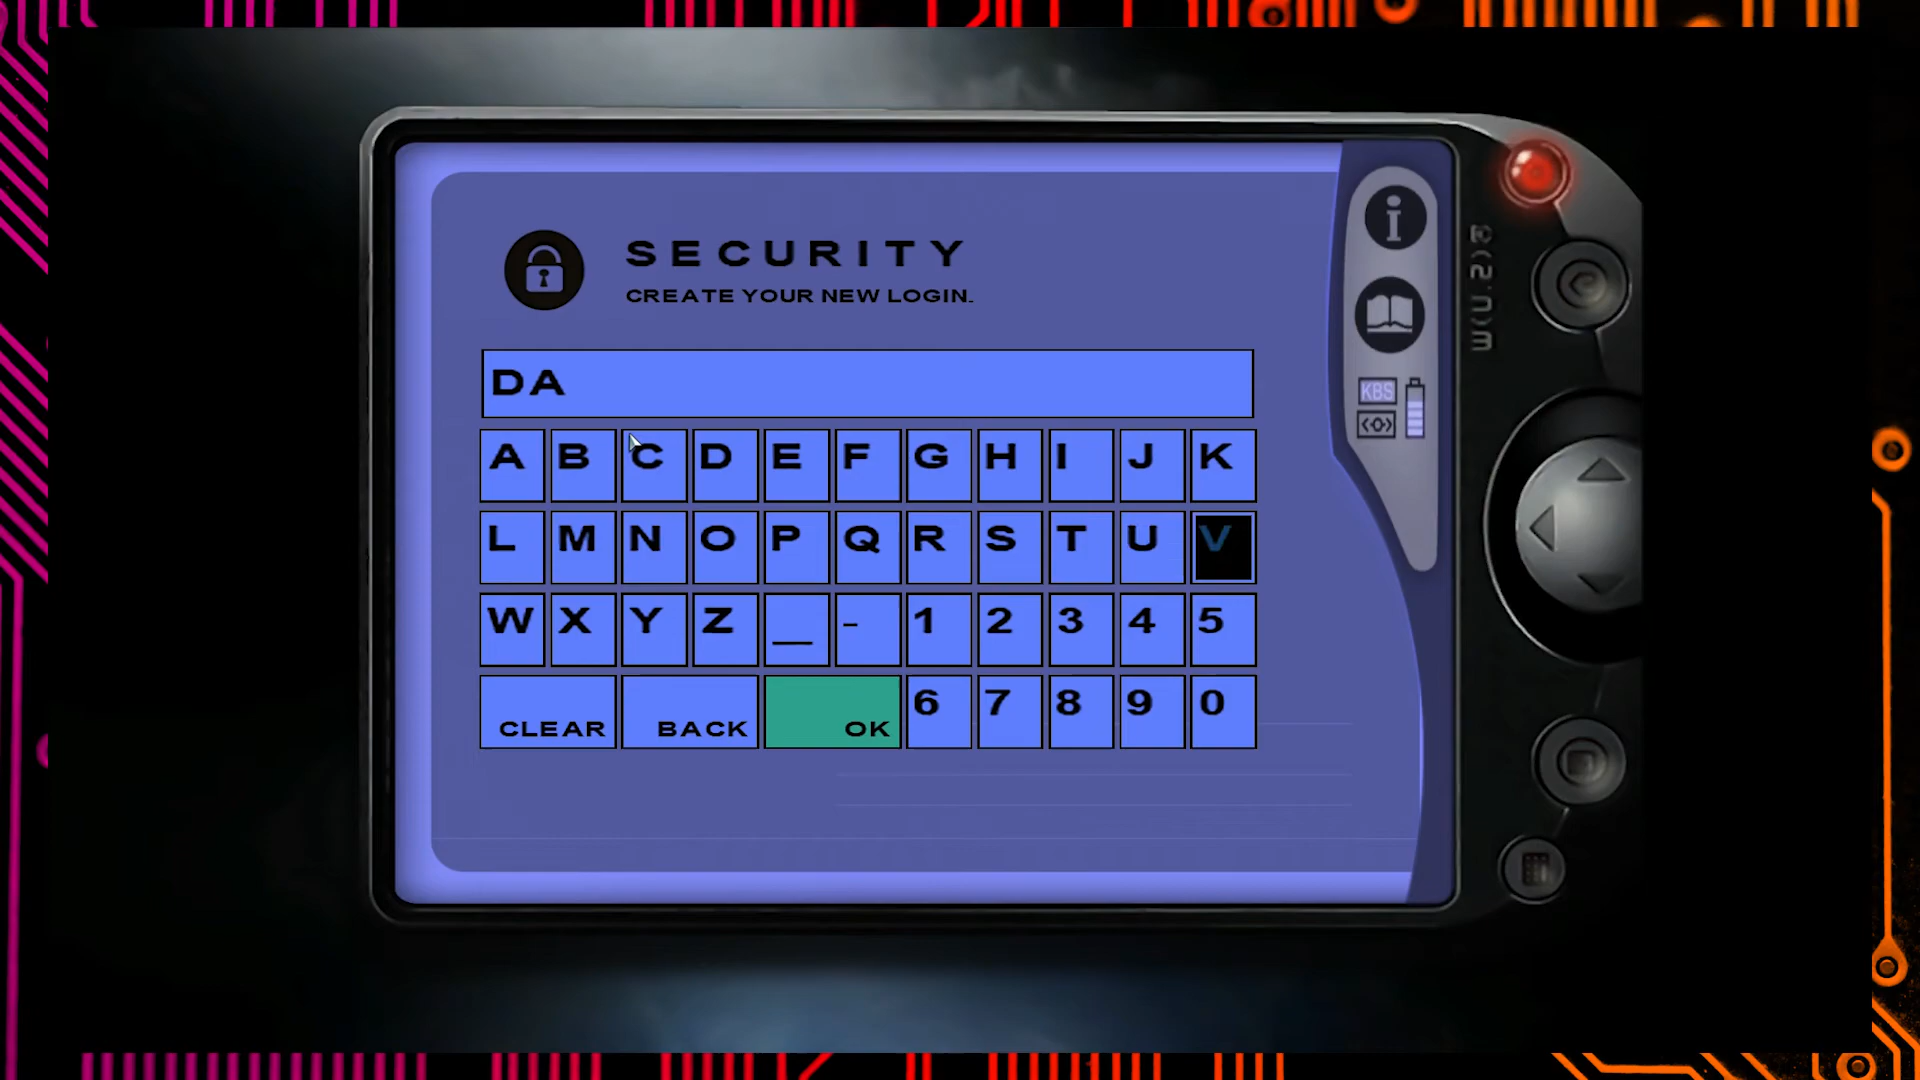 SECURITY
CREATE YOUR NEW LOGIN.
DA
A B C D E F G H I J K
L M N O P Q R S T U V
W X Y Z _ - 1 2 3 4 5
CLEAR BACK OK 6 7 8 9 0
KBS